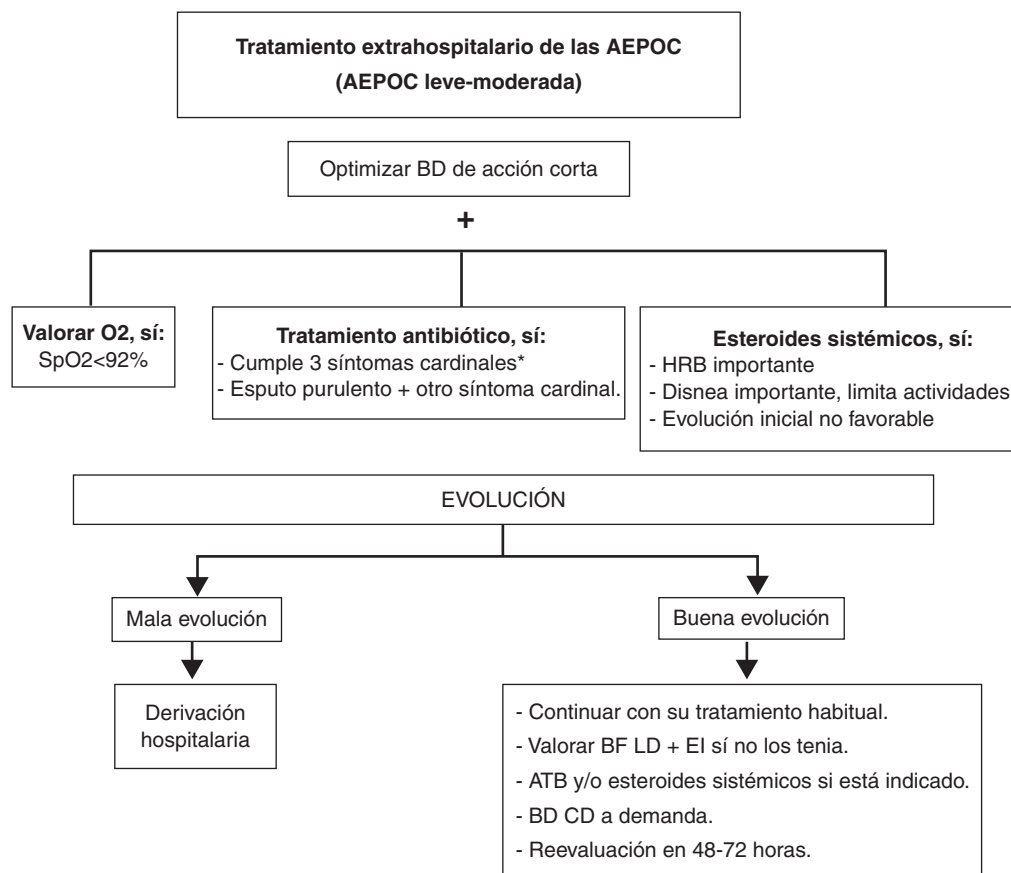 Tratamiento extrahospitalario de las AEPOC
(AEPOC leve-moderada)
Optimizar BD de acción corta
+
Valorar O2, sí:
SpO2<92%
Tratamiento antibiótico, sí:
- Cumple 3 síntomas cardinales*
- Esputo purulento + otro síntoma cardinal.
Esteroides sistémicos, sí:
- HRB importante
- Disnea importante, limita actividades
- Evolución inicial no favorable
EVOLUCIÓN
Mala evolución
Buena evolución
Derivación
hospitalaria
- Continuar con su tratamiento habitual.
- Valorar BF LD + EI sí no los tenia.
- ATB y/o esteroides sistémicos si está indicado.
- BD CD a demanda.
- Reevaluación en 48-72 horas.